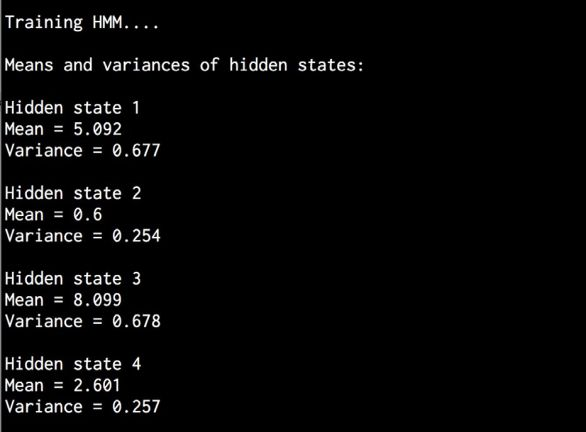 Training HMM....
Means and variances of hidden states:
Hidden state 1
Mean = 5.092
Variance = 0.677
Hidden state 2
Mean = 0.6
Variance = 0.254
Hidden state 3
Mean = 8.099
Variance = 0.678
Hidden state 4
Mean = 2.601
Variance = 0.257